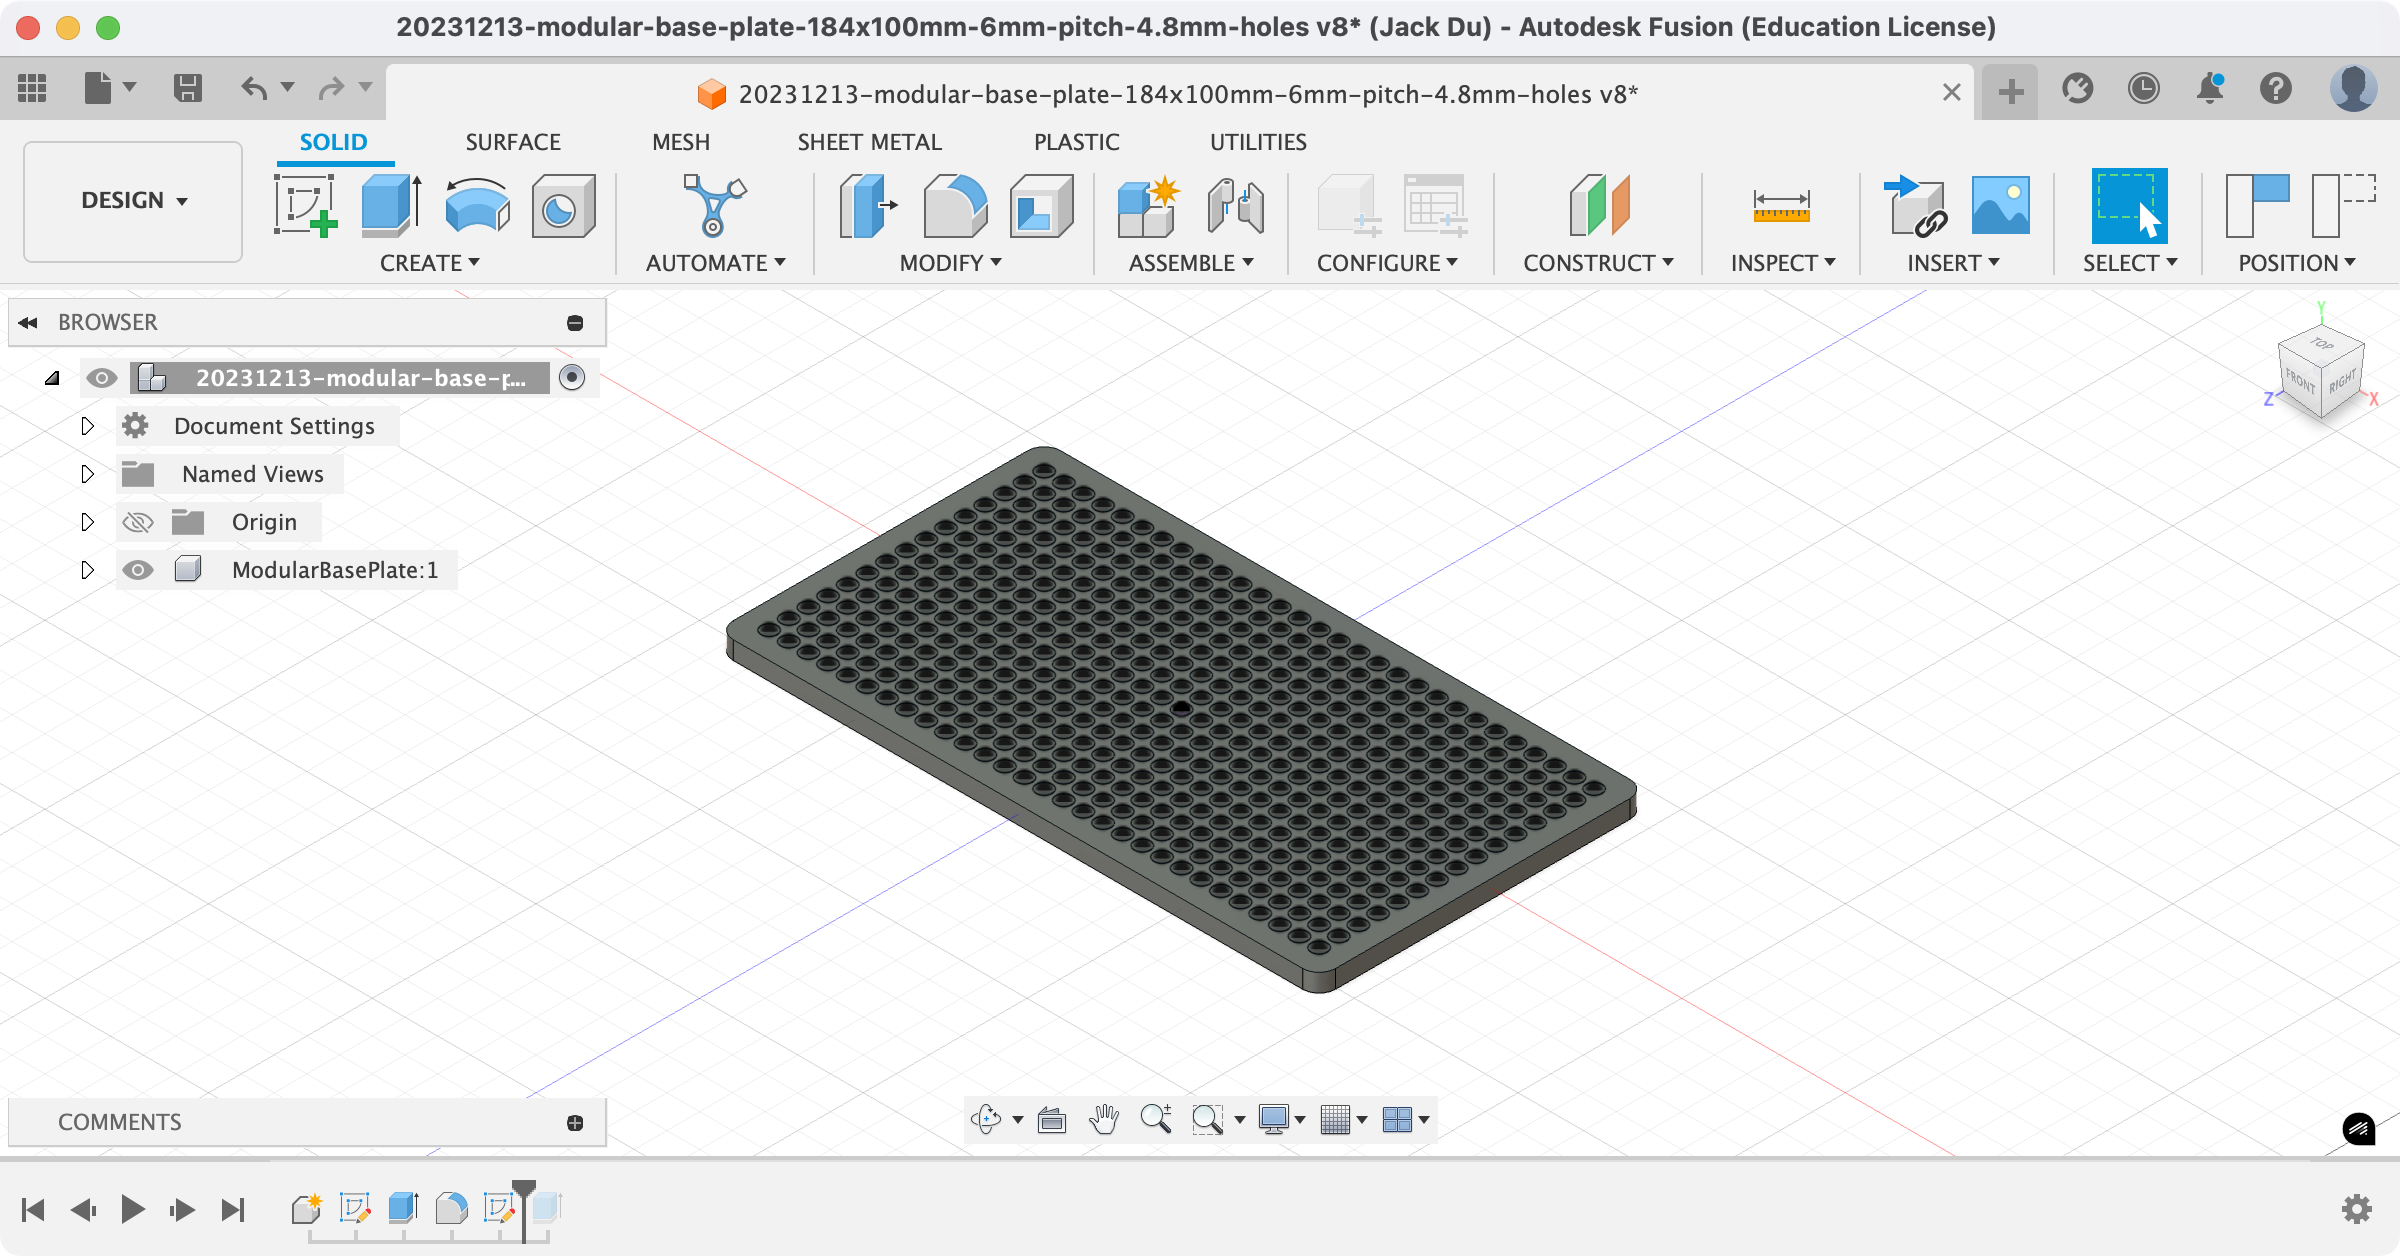 20231213-modular-base-plate-184x100mm-6mm-pitch-4.8mm-holes v8* (Jack Du) - Autodesk Fusion (Education License)
20231213-modular-base-plate-184x100mm-6mm-pitch-4.8mm-holes v8*
SOLID SURFACE MESH SHEET METAL PLASTIC UTILITIES
DESIGN
CREATE AUTOMATE MODIFY ASSEMBLE CONFIGURE CONSTRUCT INSPECT INSERT SELECT POSITION
BROWSER
20231213-modular-base-p...
Document Settings
Named Views
Origin
ModularBasePlate:1
Y
TOP
FRONT RIGHT
Z X
COMMENTS